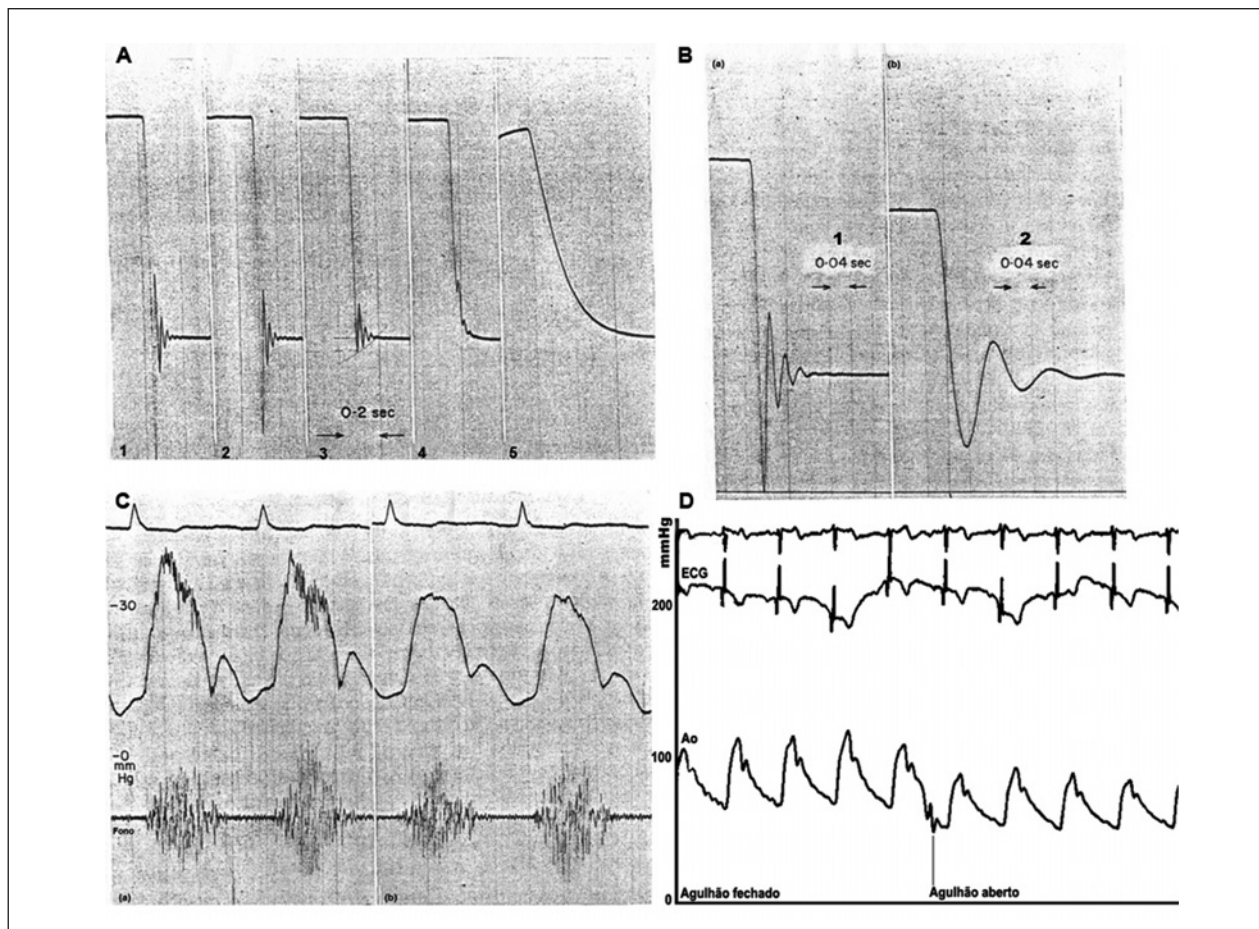 A
1
2
3
4
5
0·2 sec
B
(a)
(b)
1
0·04 sec
2
0·04 sec
C
–30
–0
mm
Hg
Fono
(a)
(b)
D
mmHg
ECG
200
Ao
100
0
Agulhão fechado
Agulhão aberto